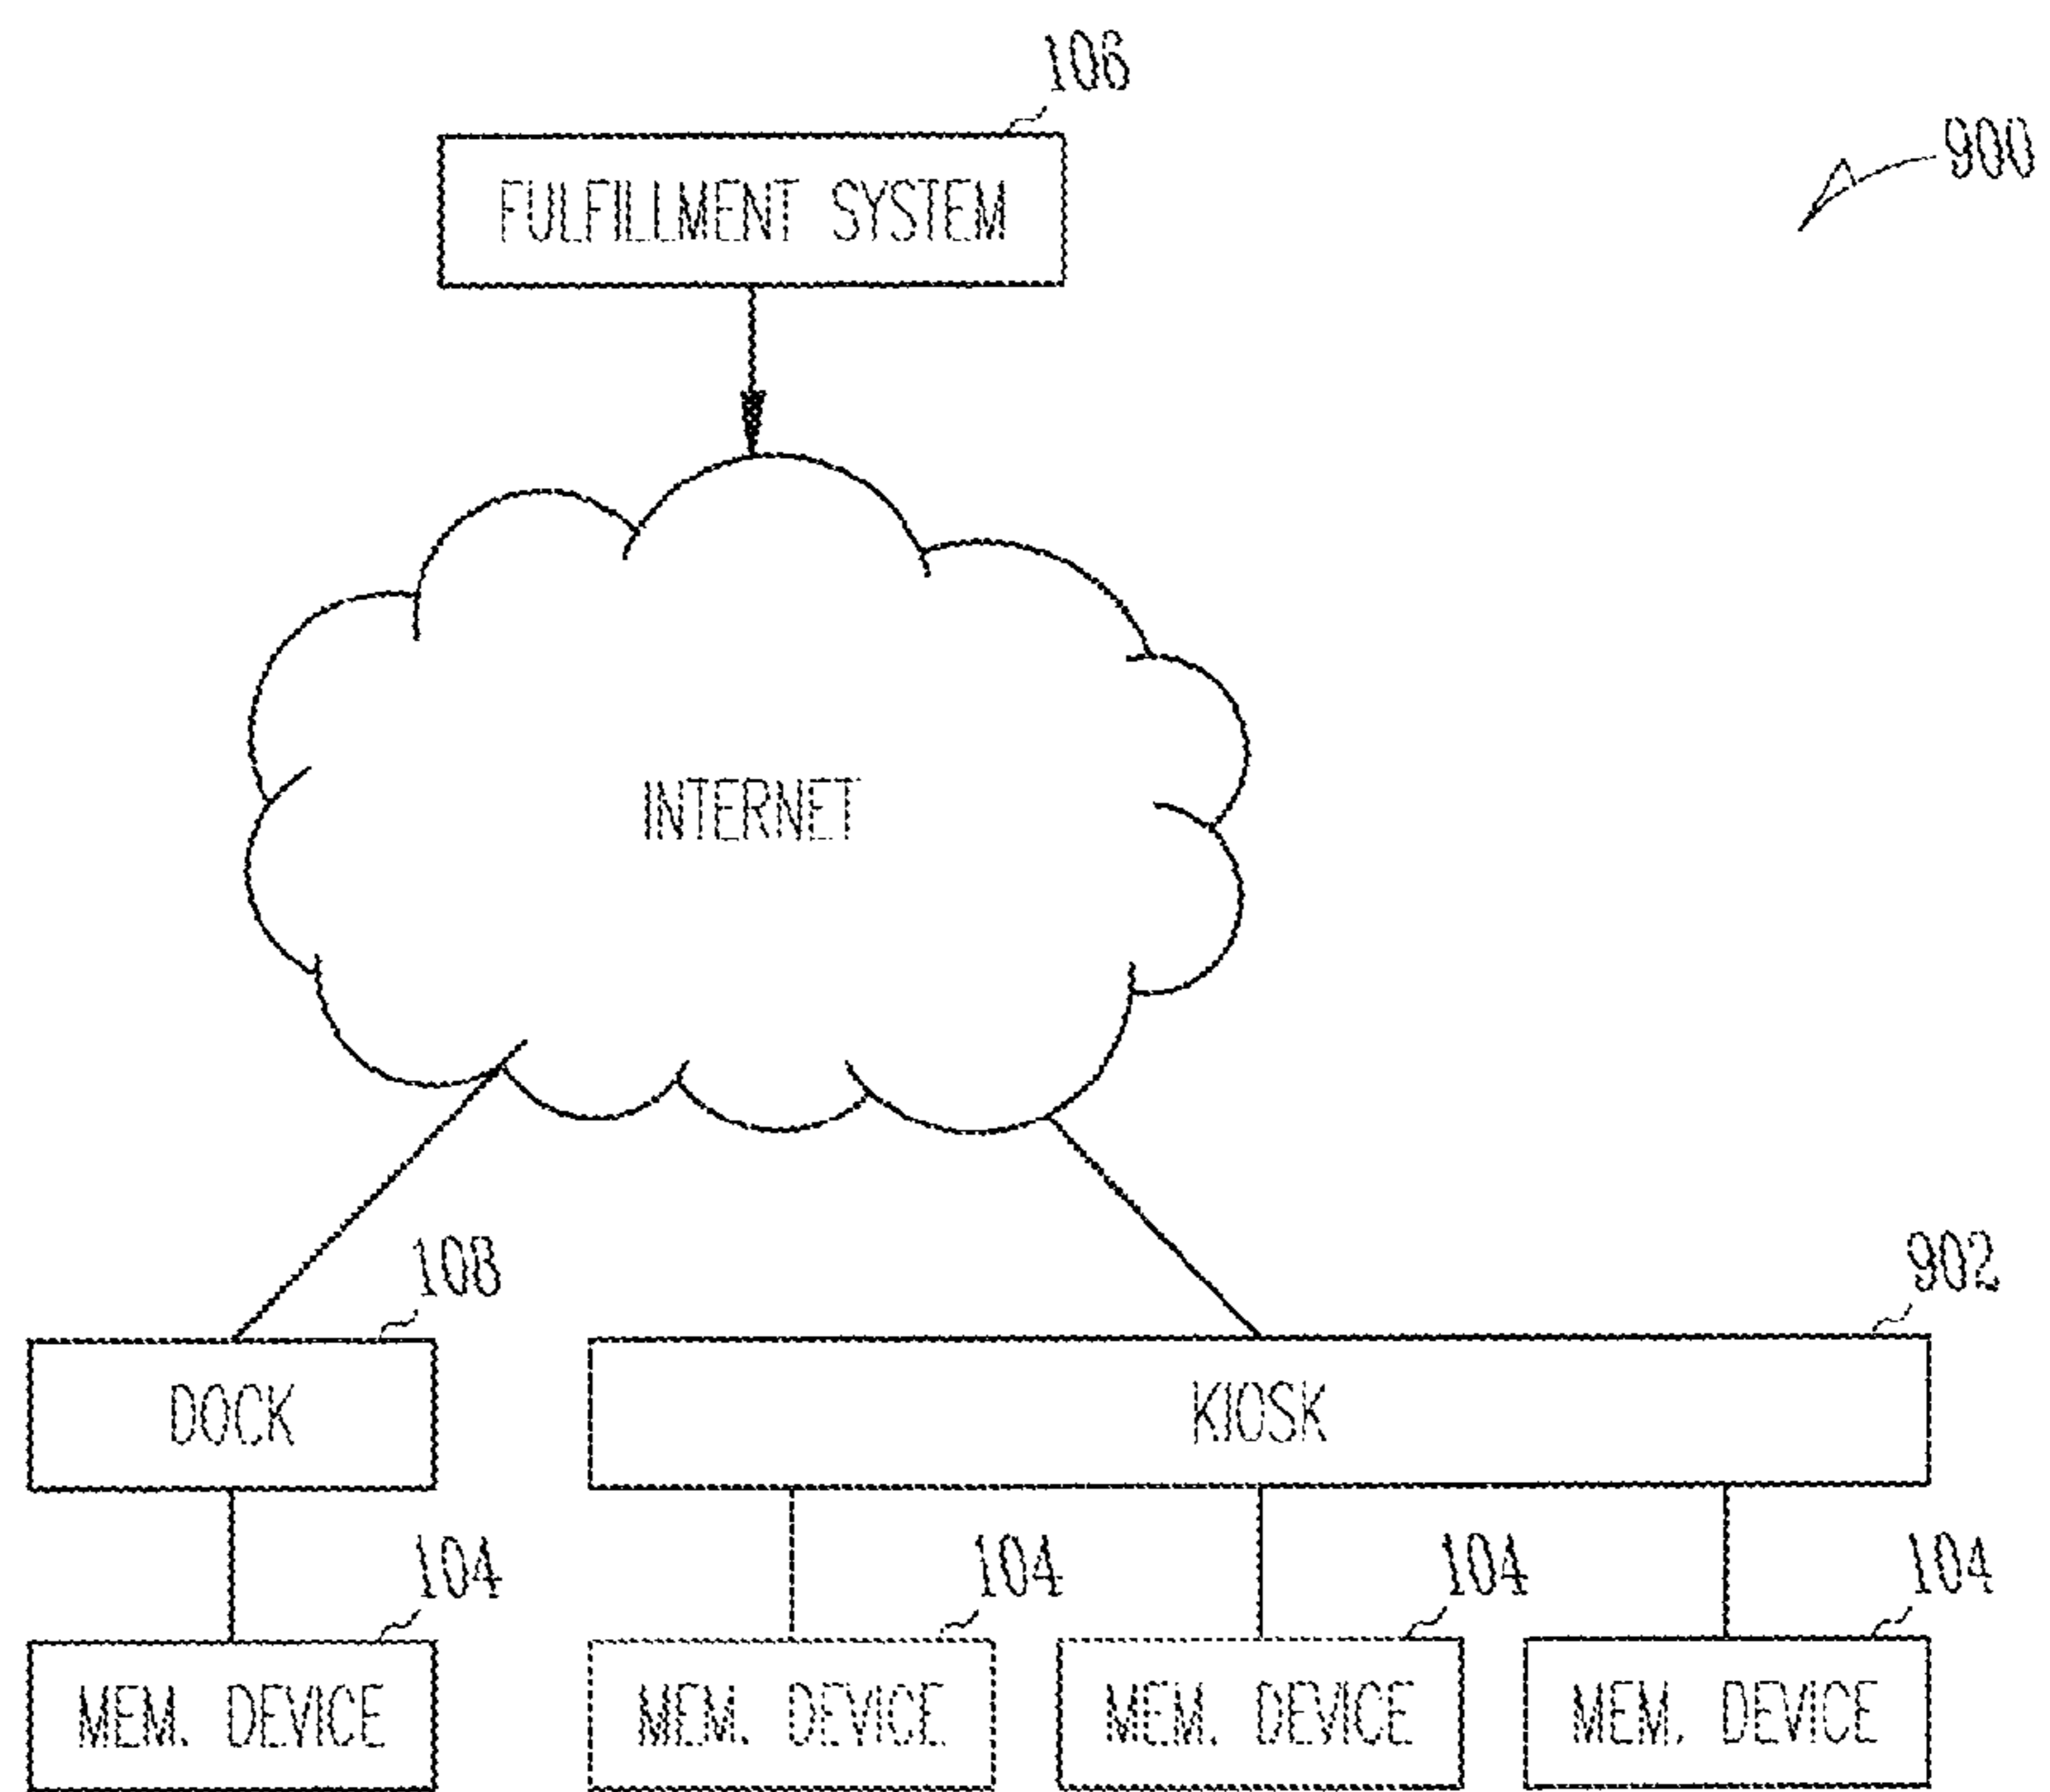 106
900
FULFILLMENT SYSTEM
INTERNET
108
902
DOCK
KIOSK
104
104
104
104
MEM. DEVICE
MEM. DEVICE
MEM. DEVICE
MEM. DEVICE